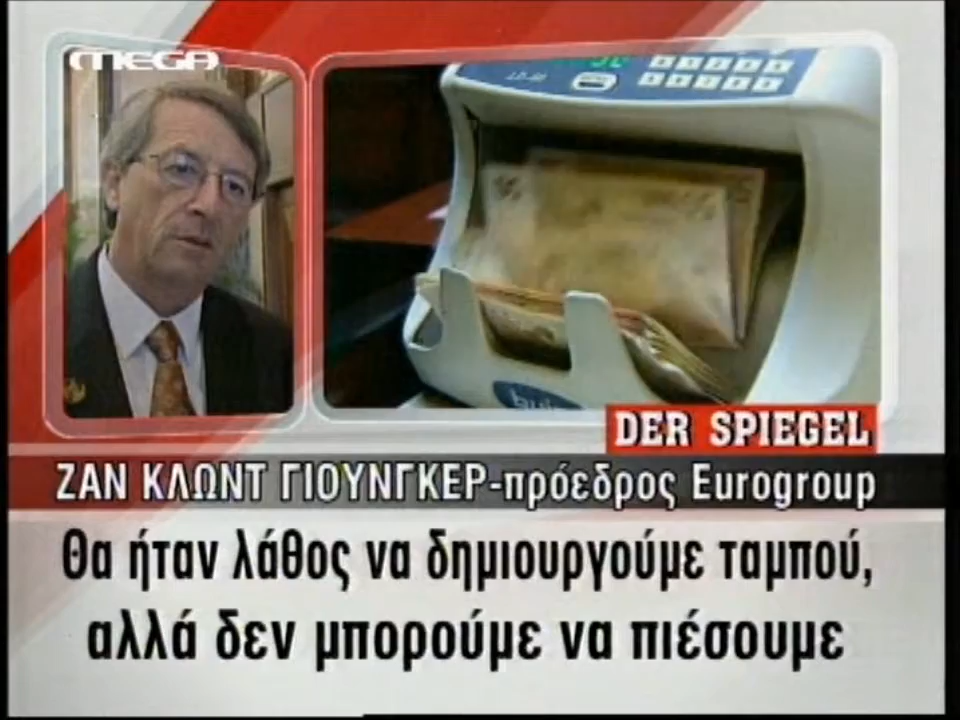 MEGA
DER SPIEGEL
ΖΑΝ ΚΛΩΝΤ ΓΙΟΥΝΓΚΕΡ-πρόεδρος Eurogroup
Θα ήταν λάθος να δημιουργούμε ταμπού,
αλλά δεν μπορούμε να πιέσουμε